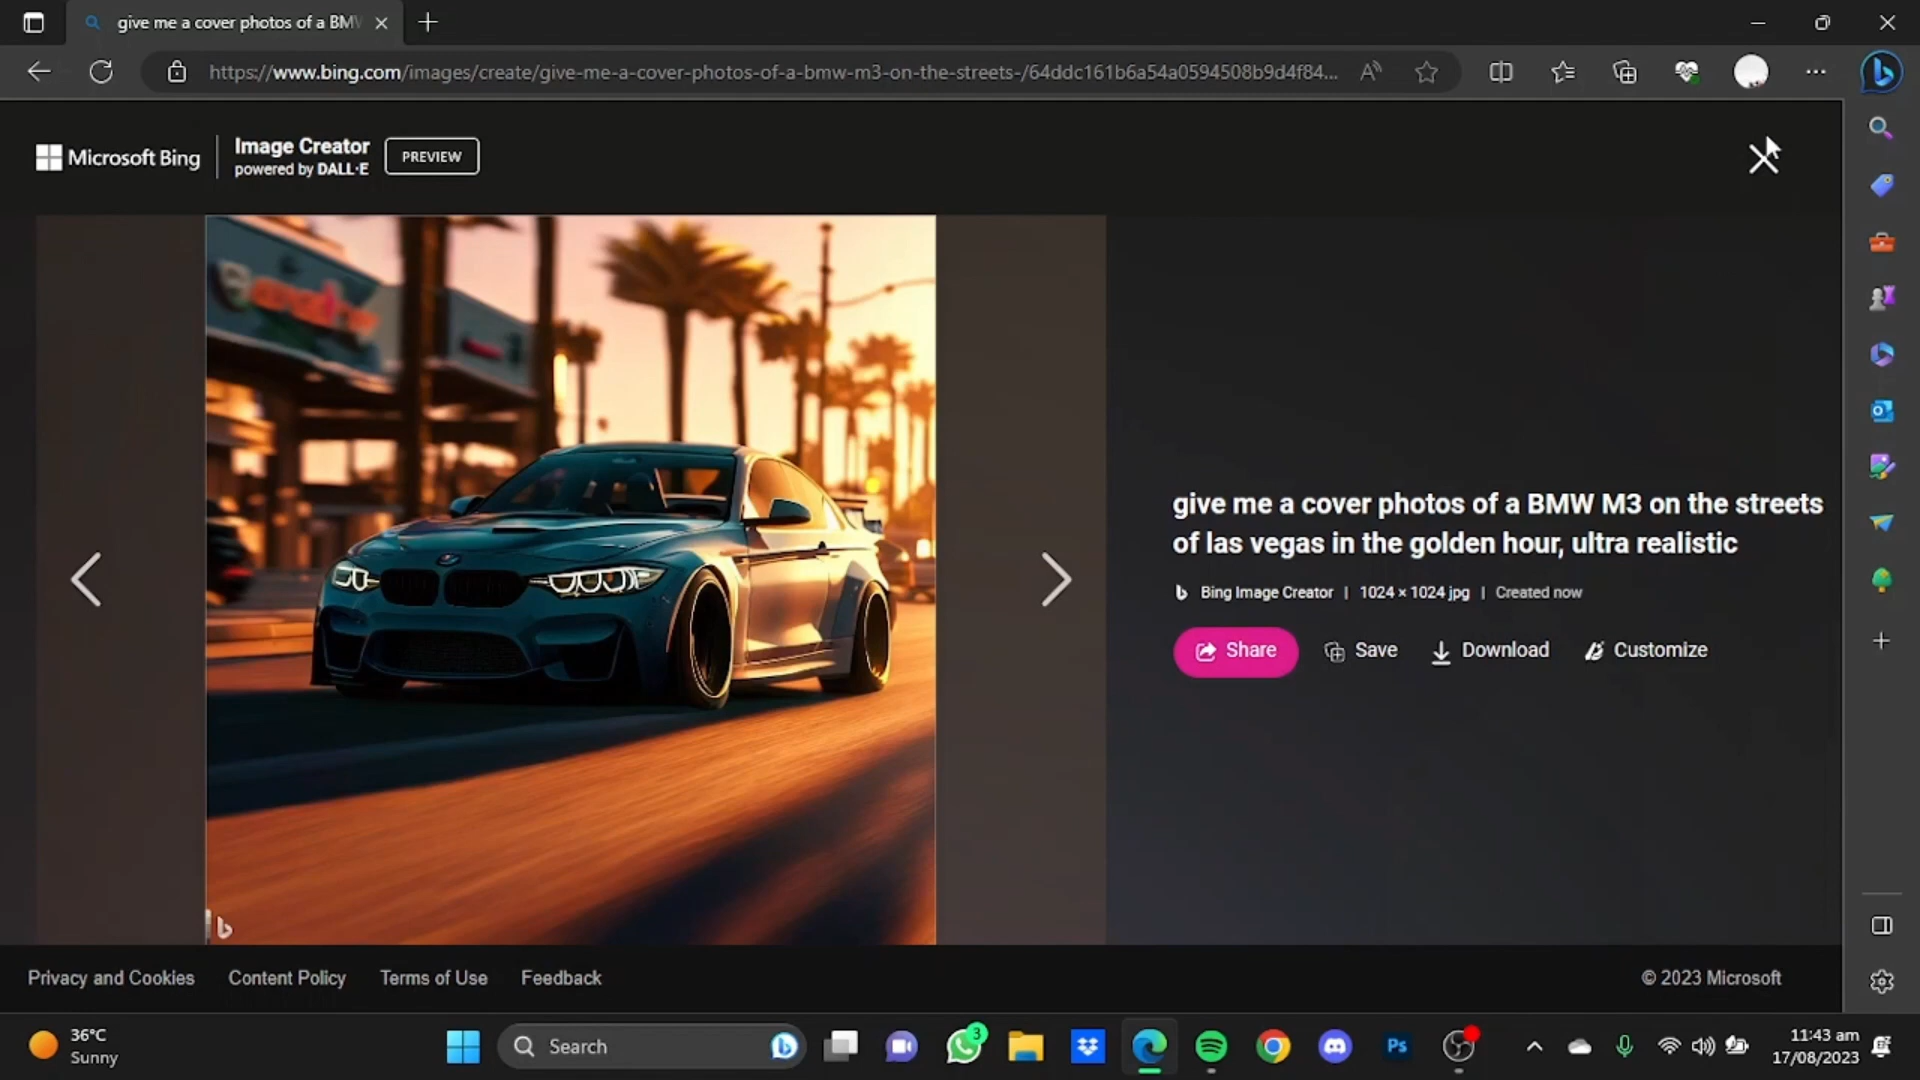 give me a cover photos of a BMW
https://www.bing.com/images/create/give-me-a-cover-photos-of-a-bmw-m3-on-the-streets-/64ddc161b6a54a0594508b9d4f84...
Microsoft Bing
Image Creator
powered by DALL·E
PREVIEW
give me a cover photos of a BMW M3 on the streets
of las vegas in the golden hour, ultra realistic
Bing Image Creator | 1024 × 1024 jpg | Created now
Share Save Download Customize
Privacy and Cookies Content Policy Terms of Use Feedback
© 2023 Microsoft
36°C
Sunny
Search
3
Ps
11:43 am
17/08/2023